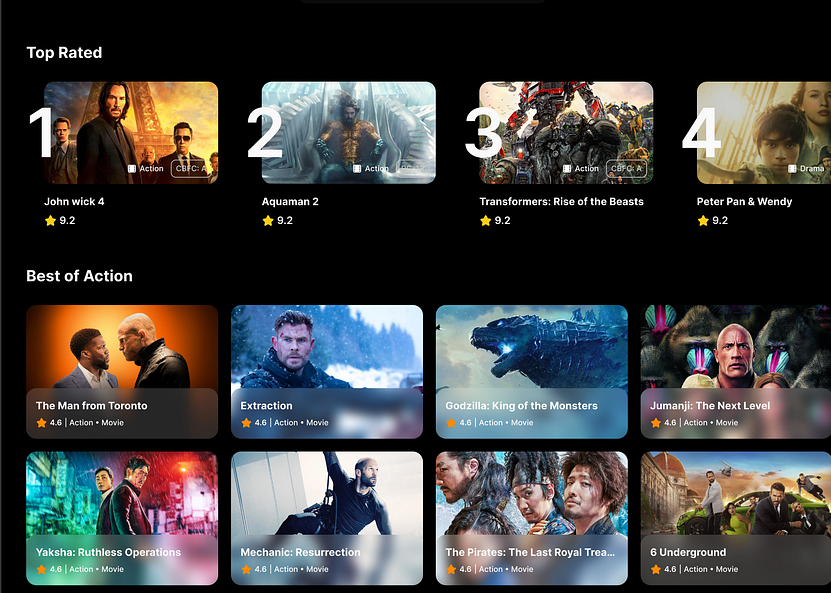 Top Rated
1
Action
CBFC: A
John wick 4
9.2
2
Action
Aquaman 2
9.2
3
Action
CBFC: A
Transformers: Rise of the Beasts
9.2
4
Drama
Peter Pan & Wendy
9.2
Best of Action
The Man from Toronto
4.6 | Action • Movie
Extraction
4.6 | Action • Movie
Godzilla: King of the Monsters
4.6 | Action • Movie
Jumanji: The Next Level
4.6 | Action • Movie
Yaksha: Ruthless Operations
4.6 | Action • Movie
Mechanic: Resurrection
4.6 | Action • Movie
The Pirates: The Last Royal Trea...
4.6 | Action • Movie
6 Underground
4.6 | Action • Movie